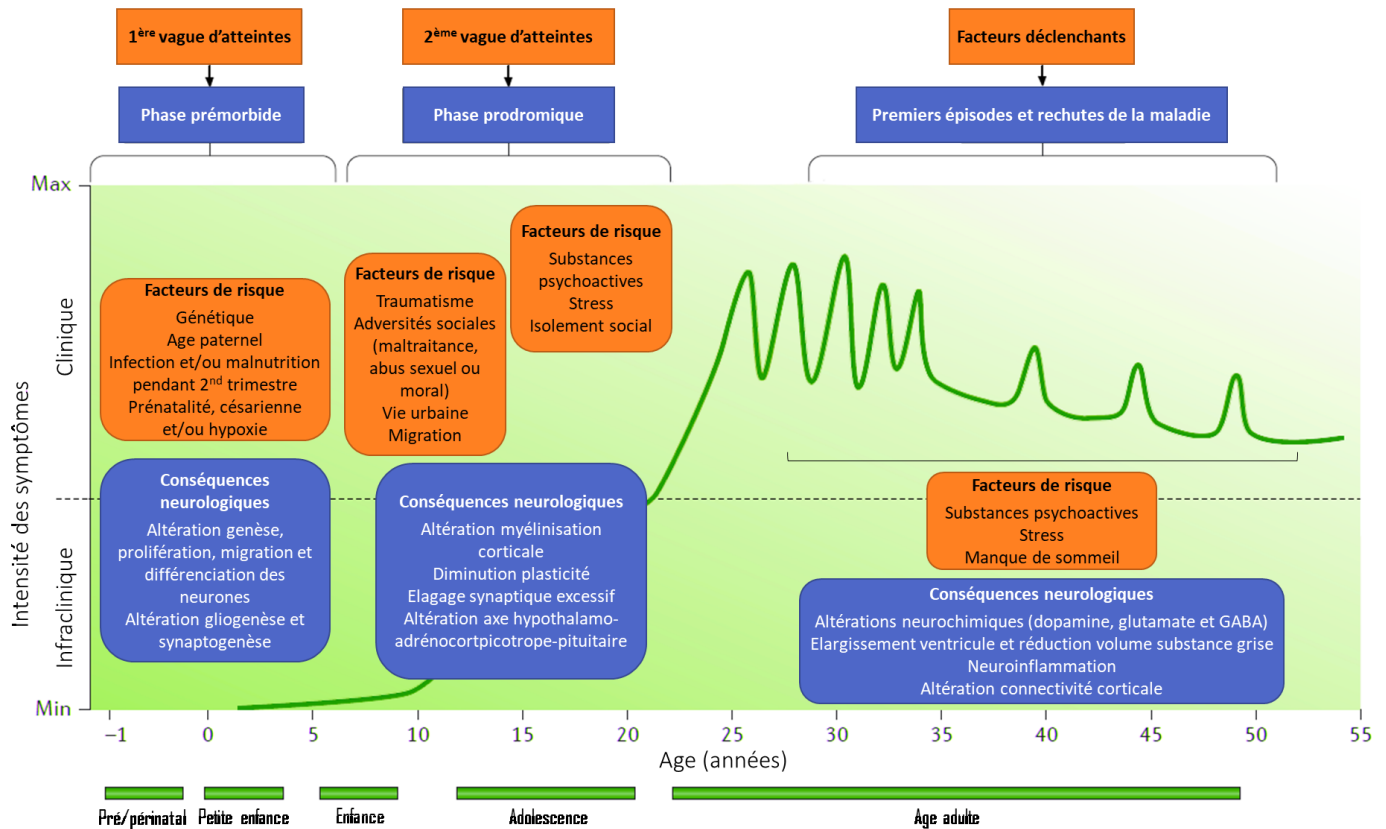 1ère vague d'atteintes
2ème vague d'atteintes
Facteurs déclenchants
Phase prémorbide
Phase prodromique
Premiers épisodes et rechutes de la maladie
Intensité des symptômes
Max
Clinique
Infraclinique
Min
Facteurs de risque
Génétique
Age paternel
Infection et/ou malnutrition
pendant 2nd trimestre
Prénatalité, césarienne
et/ou hypoxie
Facteurs de risque
Traumatisme
Adversités sociales
(maltraitance,
abus sexuel ou
moral)
Vie urbaine
Migration
Facteurs de risque
Substances
psychoactives
Stress
Isolement social
Conséquences
neurologiques
Altération genèse,
prolifération, migration et
différenciation des
neurones
Altération gliogenèse et
synaptogenèse
Conséquences neurologiques
Altération myélinisation
corticale
Diminution plasticité
Elagage synaptique excessif
Altération axe hypothalamo-
adrénocortpicotrope-pituitaire
Facteurs de risque
Substances psychoactives
Stress
Manque de sommeil
Conséquences neurologiques
Altérations neurochimiques (dopamine, glutamate et GABA)
Elargissement ventricule et réduction volume substance grise
Neuroinflammation
Altération connectivité corticale
−1 0 5 10 15 20 25 30 35 40 45 50 55
Age (années)
Pré/périnatal Petite enfance Enfance Adolescence Age adulte